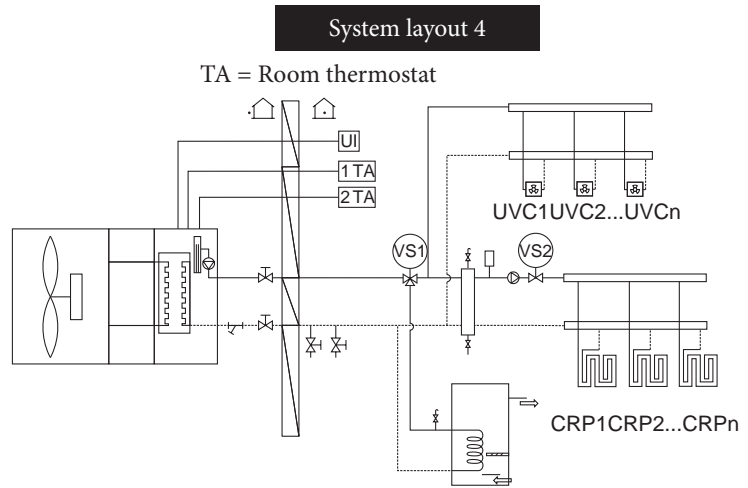 System layout 4
TA = Room thermostat
UI
1 TA
2 TA
UVC1UVC2...UVCn
VS1
VS2
CRP1CRP2...CRPn